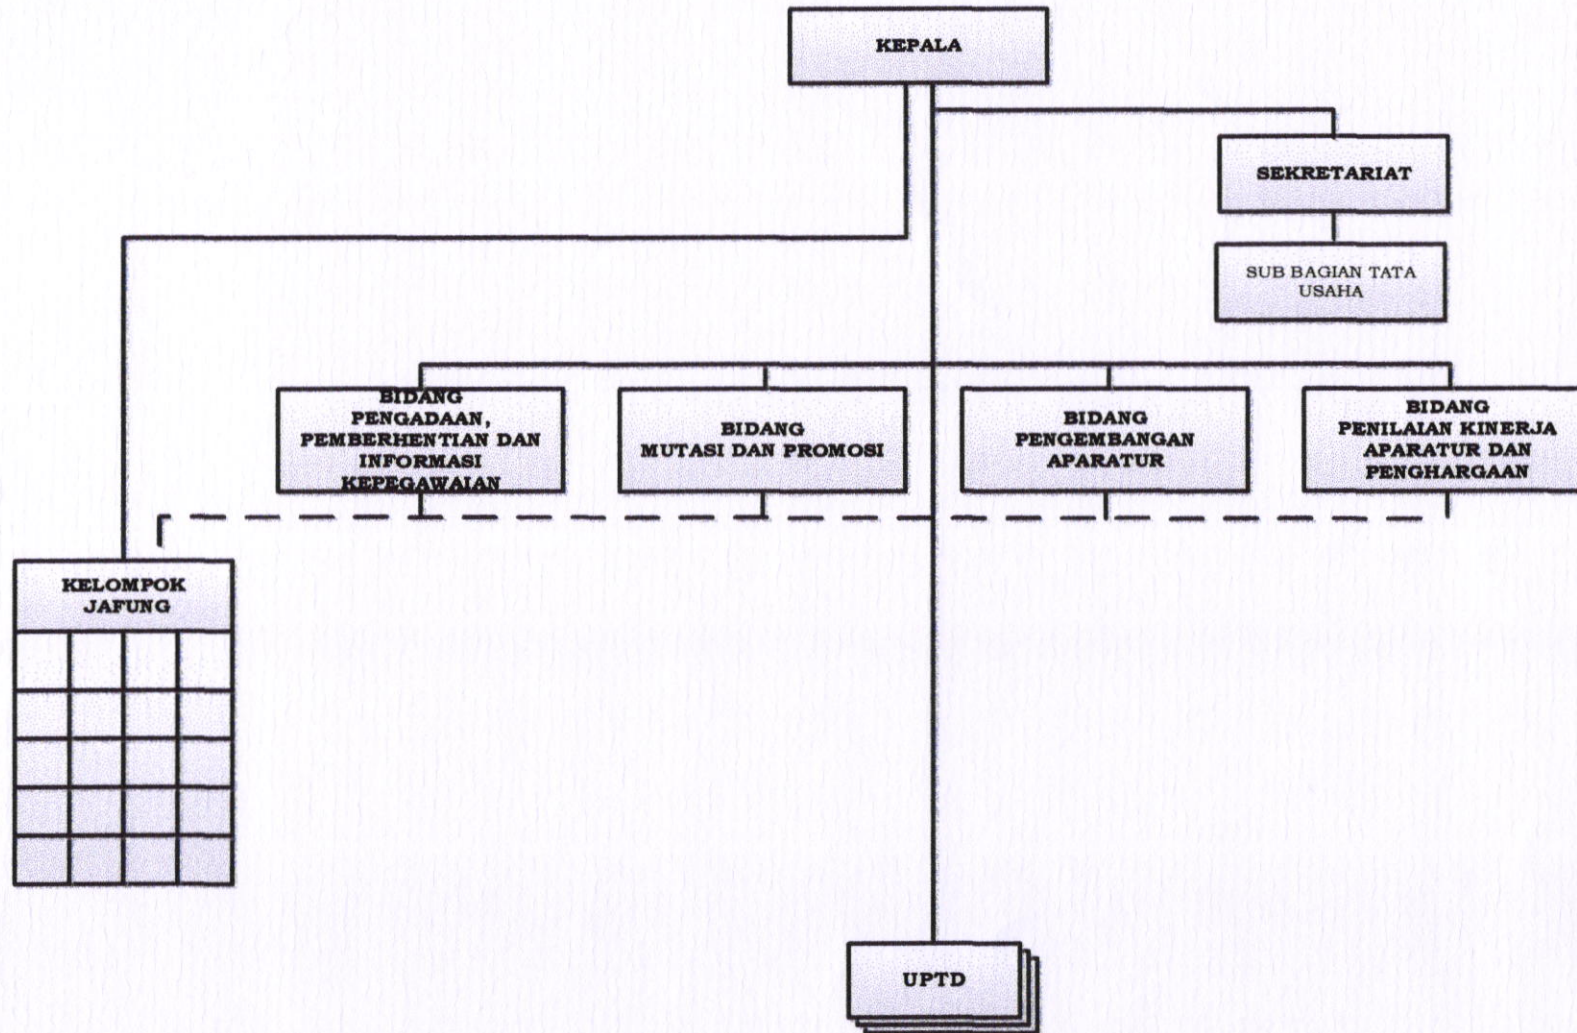 KEPALA
SEKRETARIAT
SUB BAGIAN TATA
USAHA
BIDANG
PENGADAAN,
PEMBERHENTIAN DAN
INFORMASI
KEPEGAWAIAN
BIDANG
MUTASI DAN PROMOSI
BIDANG
PENGEMBANGAN
APARATUR
BIDANG
PENILAIAN KINERJA
APARATUR DAN
PENGHARGAAN
KELOMPOK
JAFUNG
UPTD